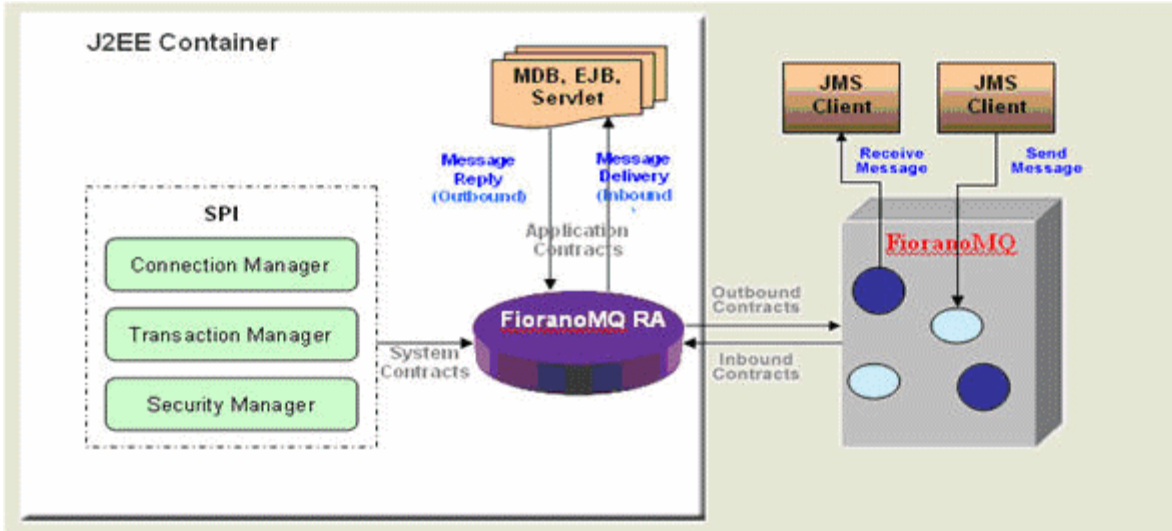 J2EE Container
MDB, EJB,
Servlet
JMS
Client
JMS
Client
Message
Reply
(Outbound)
Message
Delivery
(Inbound
Receive
Message
Send
Message
SPI
Connection Manager
Transaction Manager
Security Manager
Application
Contracts
FioranoMQ
FioranoMQ RA
System
Contracts
Outbound
Contracts
Inbound
Contracts